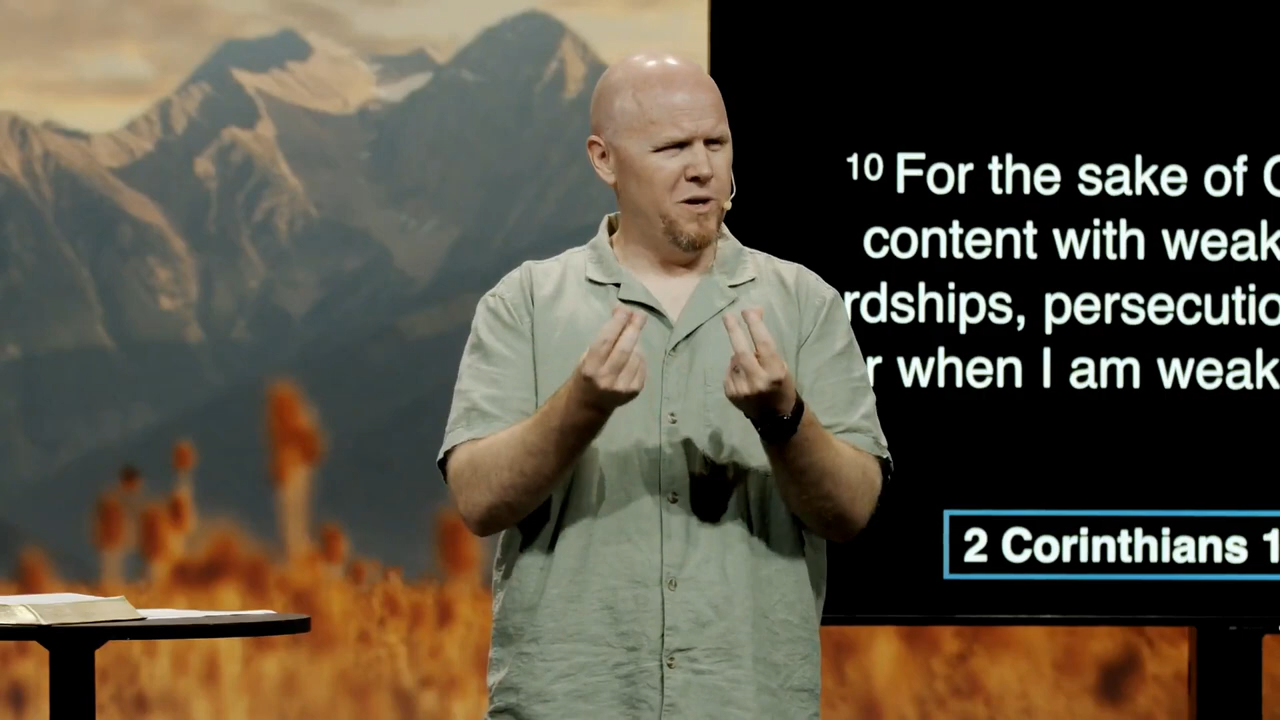 10 For the sake of
content with weak
rdships, persecutio
r when I am weak
2 Corinthians 1